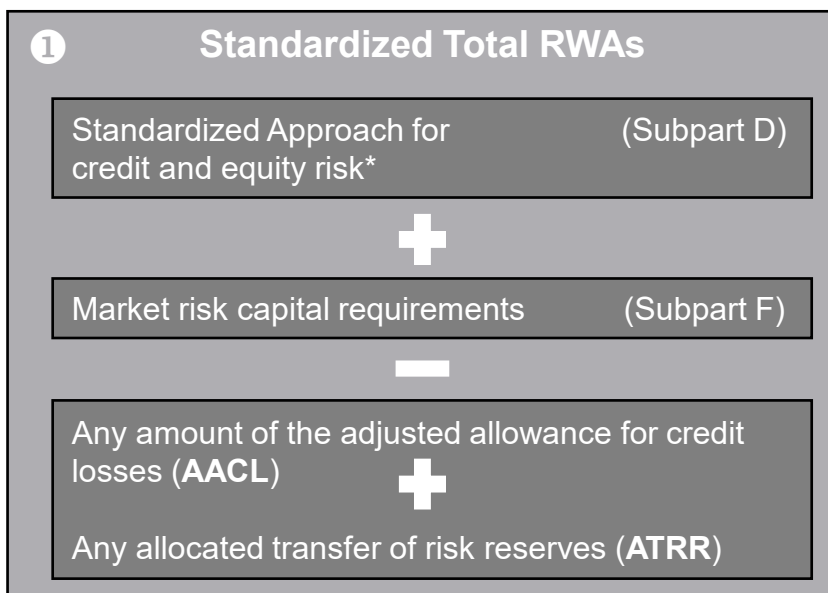 ❶ Standardized Total RWAs
Standardized Approach for (Subpart D)
credit and equity risk*
+
Market risk capital requirements (Subpart F)
−
Any amount of the adjusted allowance for credit
losses (AACL)
+
Any allocated transfer of risk reserves (ATRR)